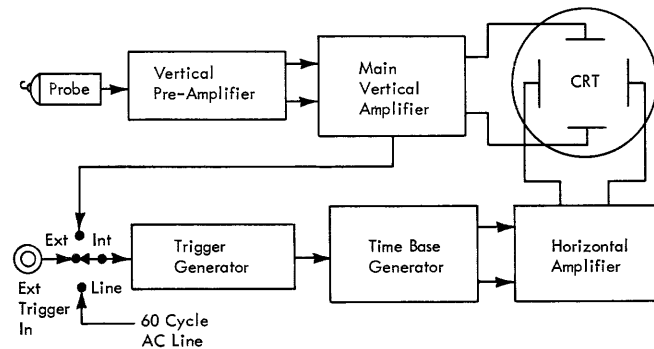 Probe
Vertical
Pre-Amplifier
Main
Vertical
Amplifier
CRT
Ext
Int
Line
Ext
Trigger
In
60 Cycle
AC Line
Trigger
Generator
Time Base
Generator
Horizontal
Amplifier